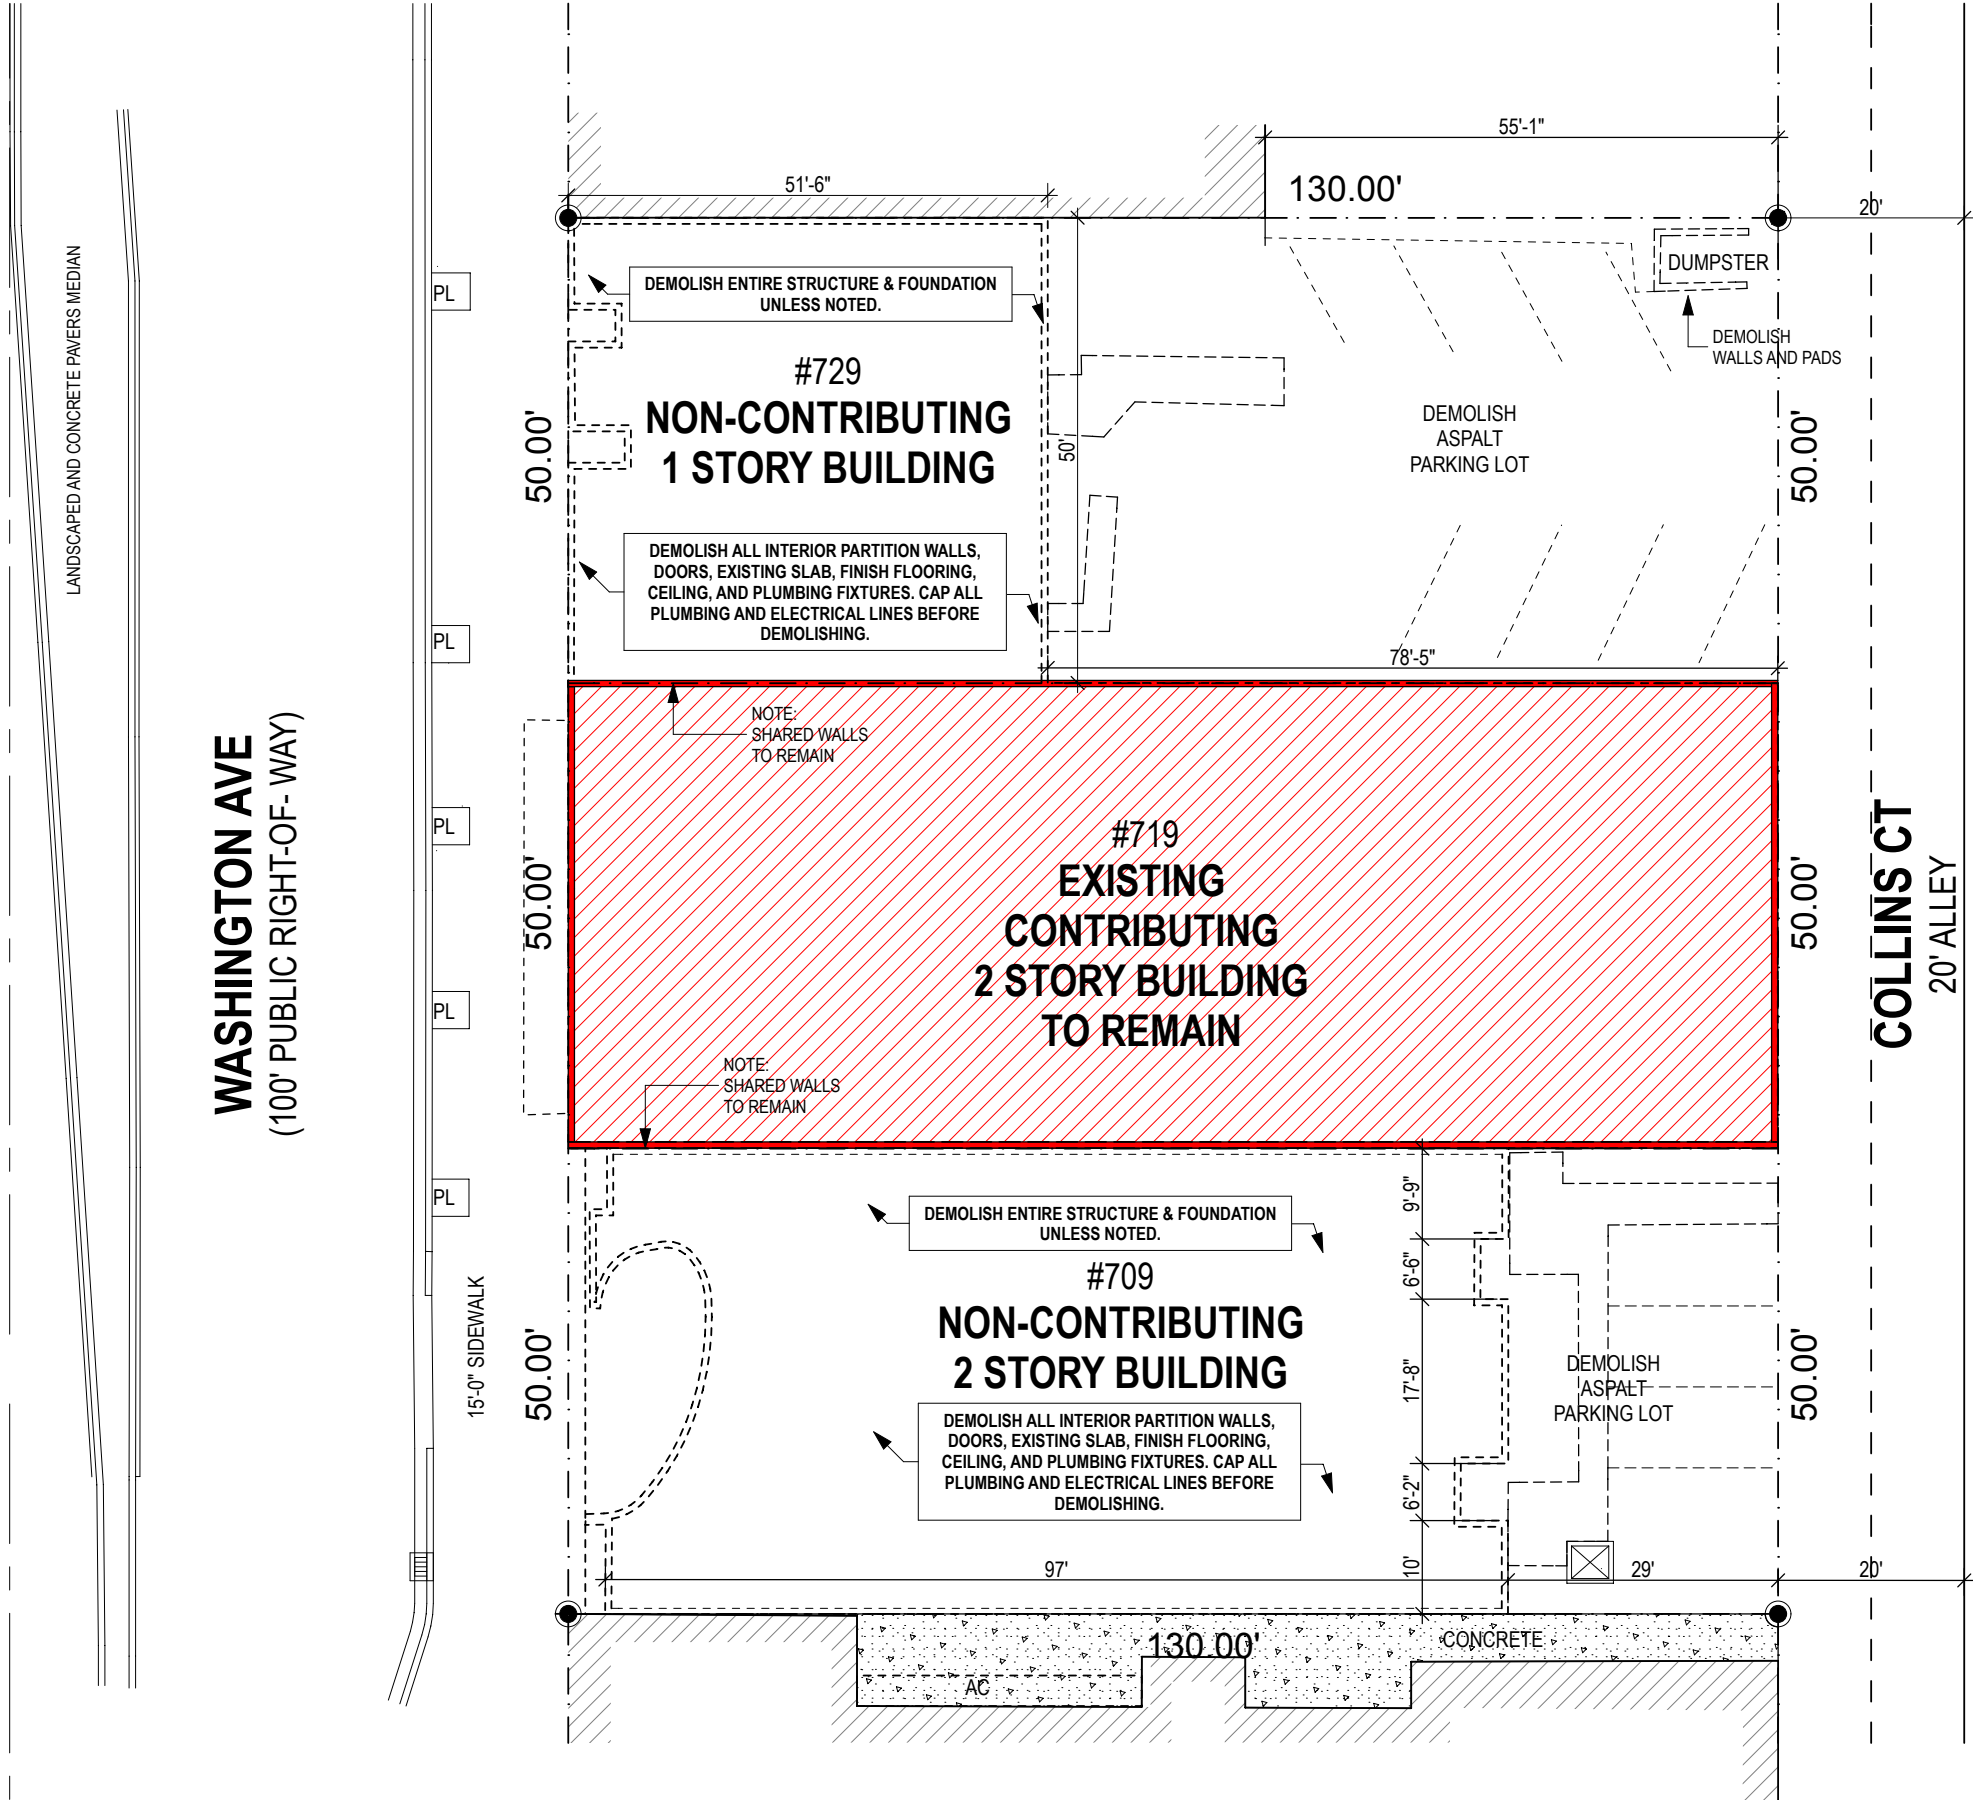 55'-1"
51'-6"
130.00'
20'
LANDSCAPED AND CONCRETE PAVERS MEDIAN
PL
DEMOLISH ENTIRE STRUCTURE & FOUNDATION
UNLESS NOTED.
DUMPSTER
DEMOLISH
WALLS AND PADS
#729
NON-CONTRIBUTING
1 STORY BUILDING
50.00'
50'
DEMOLISH
ASPALT
PARKING LOT
50.00'
DEMOLISH ALL INTERIOR PARTITION WALLS,
DOORS, EXISTING SLAB, FINISH FLOORING,
CEILING, AND PLUMBING FIXTURES. CAP ALL
PLUMBING AND ELECTRICAL LINES BEFORE
DEMOLISHING.
PL
78'-5"
NOTE:
SHARED WALLS
TO REMAIN
WASHINGTON AVE
(100' PUBLIC RIGHT-OF- WAY)
PL
50.00'
#719
EXISTING
CONTRIBUTING
2 STORY BUILDING
TO REMAIN
50.00'
COLLINS CT
20' ALLEY
PL
NOTE:
SHARED WALLS
TO REMAIN
PL
DEMOLISH ENTIRE STRUCTURE & FOUNDATION
UNLESS NOTED.
9'-9"
6'-6"
#709
NON-CONTRIBUTING
2 STORY BUILDING
15'-0" SIDEWALK
50.00'
17'-8"
DEMOLISH
ASPALT
PARKING LOT
50.00'
DEMOLISH ALL INTERIOR PARTITION WALLS,
DOORS, EXISTING SLAB, FINISH FLOORING,
CEILING, AND PLUMBING FIXTURES. CAP ALL
PLUMBING AND ELECTRICAL LINES BEFORE
DEMOLISHING.
6'-2"
10'
97'
29'
20'
130.00'
CONCRETE
AC